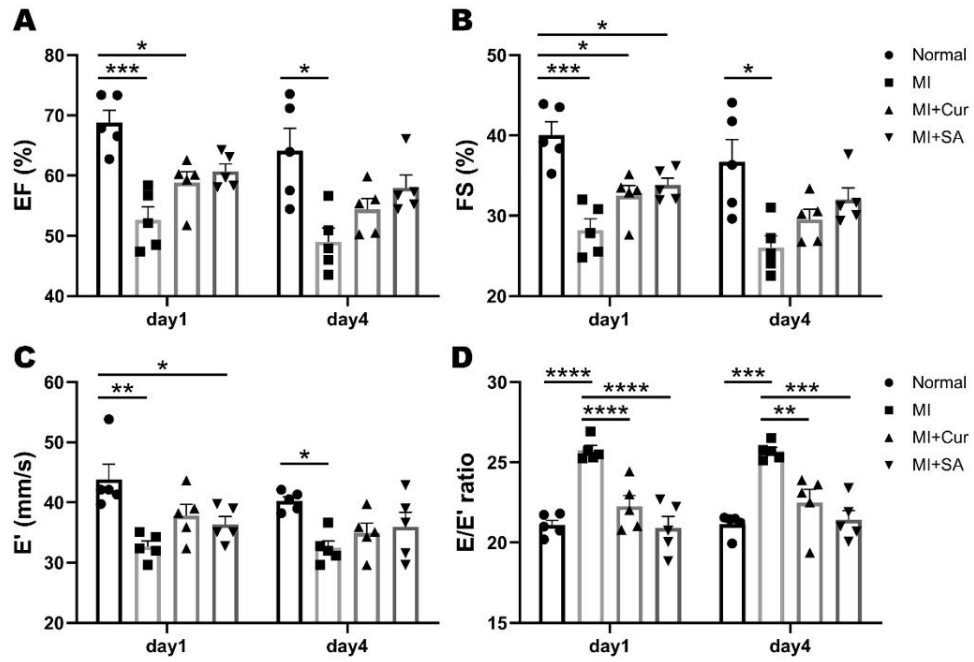 A
EF (%)
80
70
60
50
40
***
*
*
day1
day4
B
FS (%)
50
40
30
20
***
*
*
*
day1
day4
Normal
MI
MI+Cur
MI+SA
C
E' (mm/s)
60
50
40
30
20
**
*
*
day1
day4
D
E/E' ratio
30
25
20
15
****
****
****
***
***
**
day1
day4
Normal
MI
MI+Cur
MI+SA